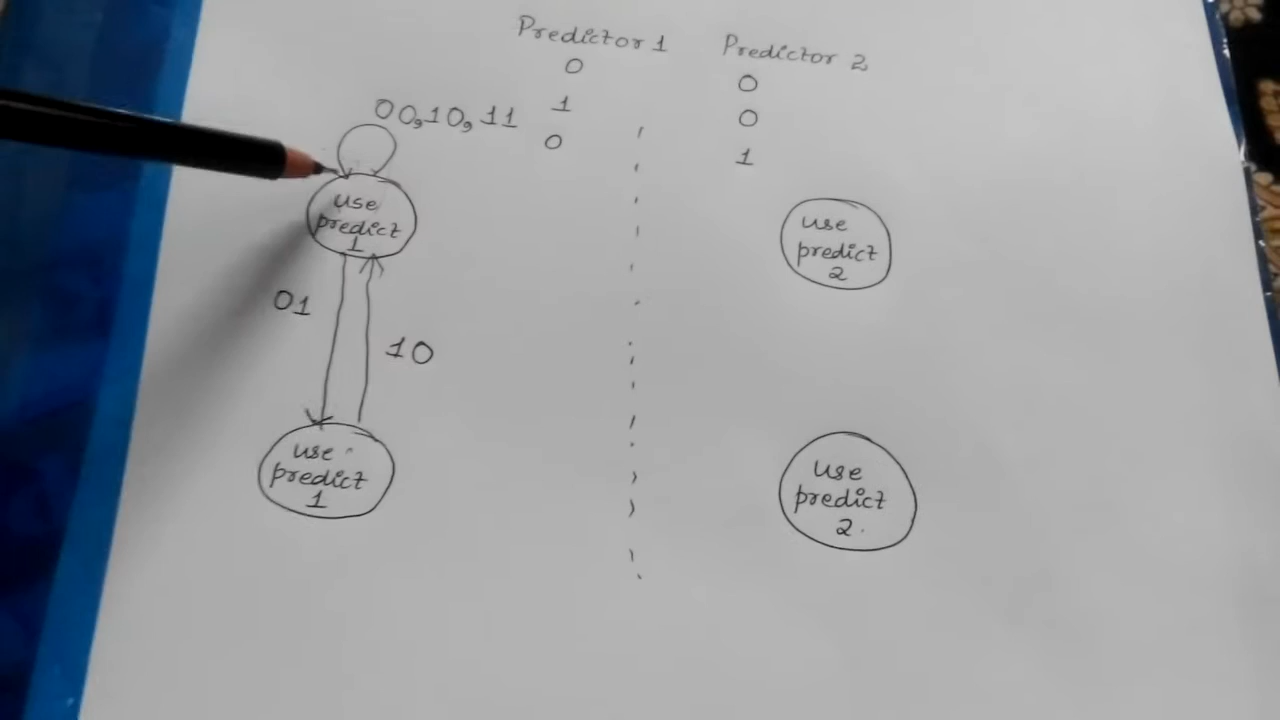 Predictor 1 Predictor 2
0 0
1 0
0 1
00,10,11
use
predict
1
use
predict
2
01
10
use
predict
1
use
predict
2.